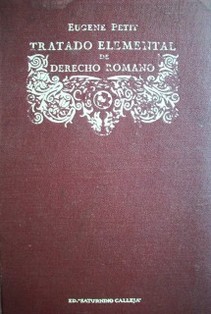 EUGENE PETIT
TRATADO ELEMENTAL
DE
DERECHO ROMANO
ED. "SATURNINO CALLEJA"